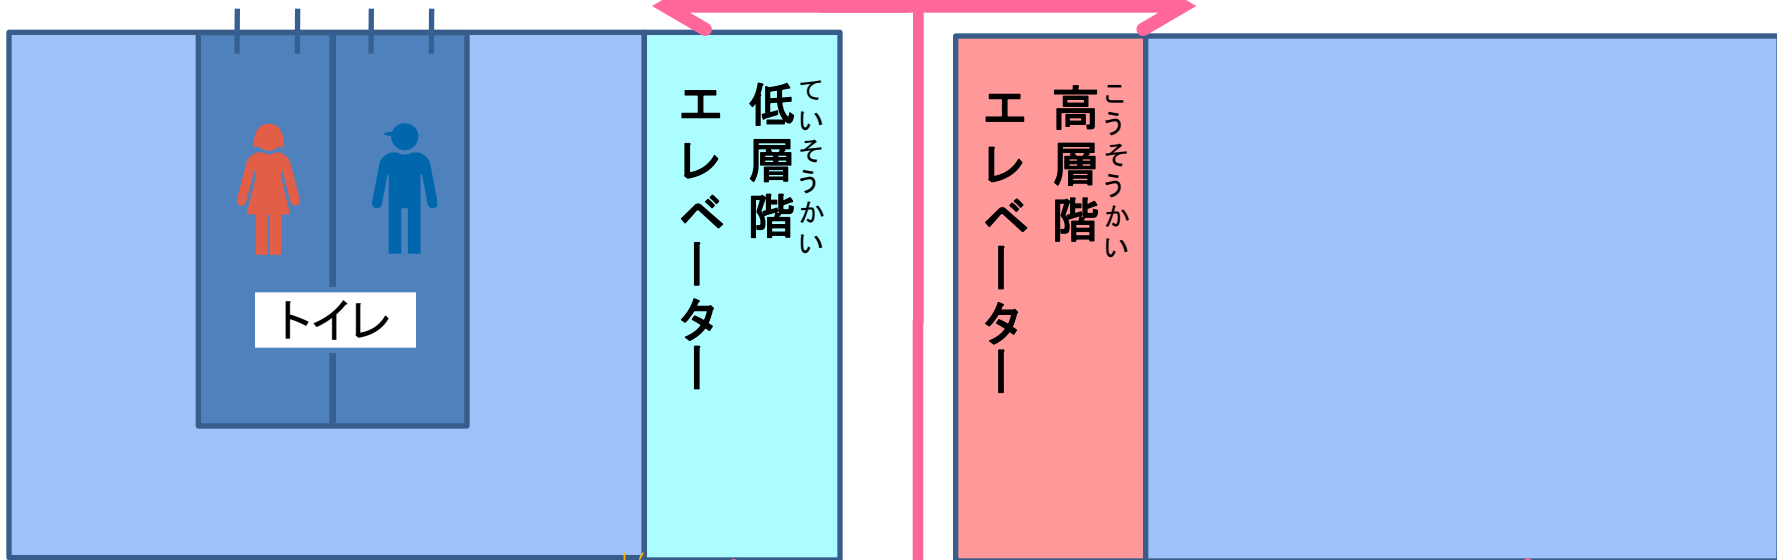 トイレ
低層階
ていそうかい
エレベーター
高層階
こうそうかい
エレベーター